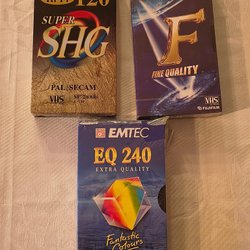 120
SUPER
SHG
PAL/SECAM
VHS
F
FINE QUALITY
VHS
FUJIFILM
EMTEC
EQ 240
EXTRA QUALITY
Fantastic
Colours